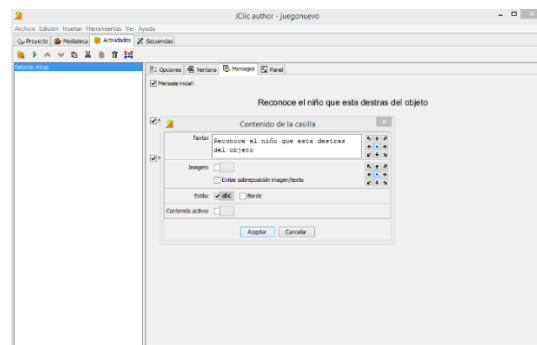 JClic author - juegonuevo
Archivo Edición Insertar Herramientas Ver Ayuda
Proyecto Mediateca Actividades Secuencias
Delante-Atras
Opciones Ventana Mensajes Panel
Mensaje inicial:
Reconoce el niño que esta destras del objeto
Contenido de la casilla
Texto: Reconoce el niño que esta destras
del objeto
Imagen:
Evitar sobreposición imagen/texto
Estilo: abc Borde
Contenido activo:
Aceptar Cancelar